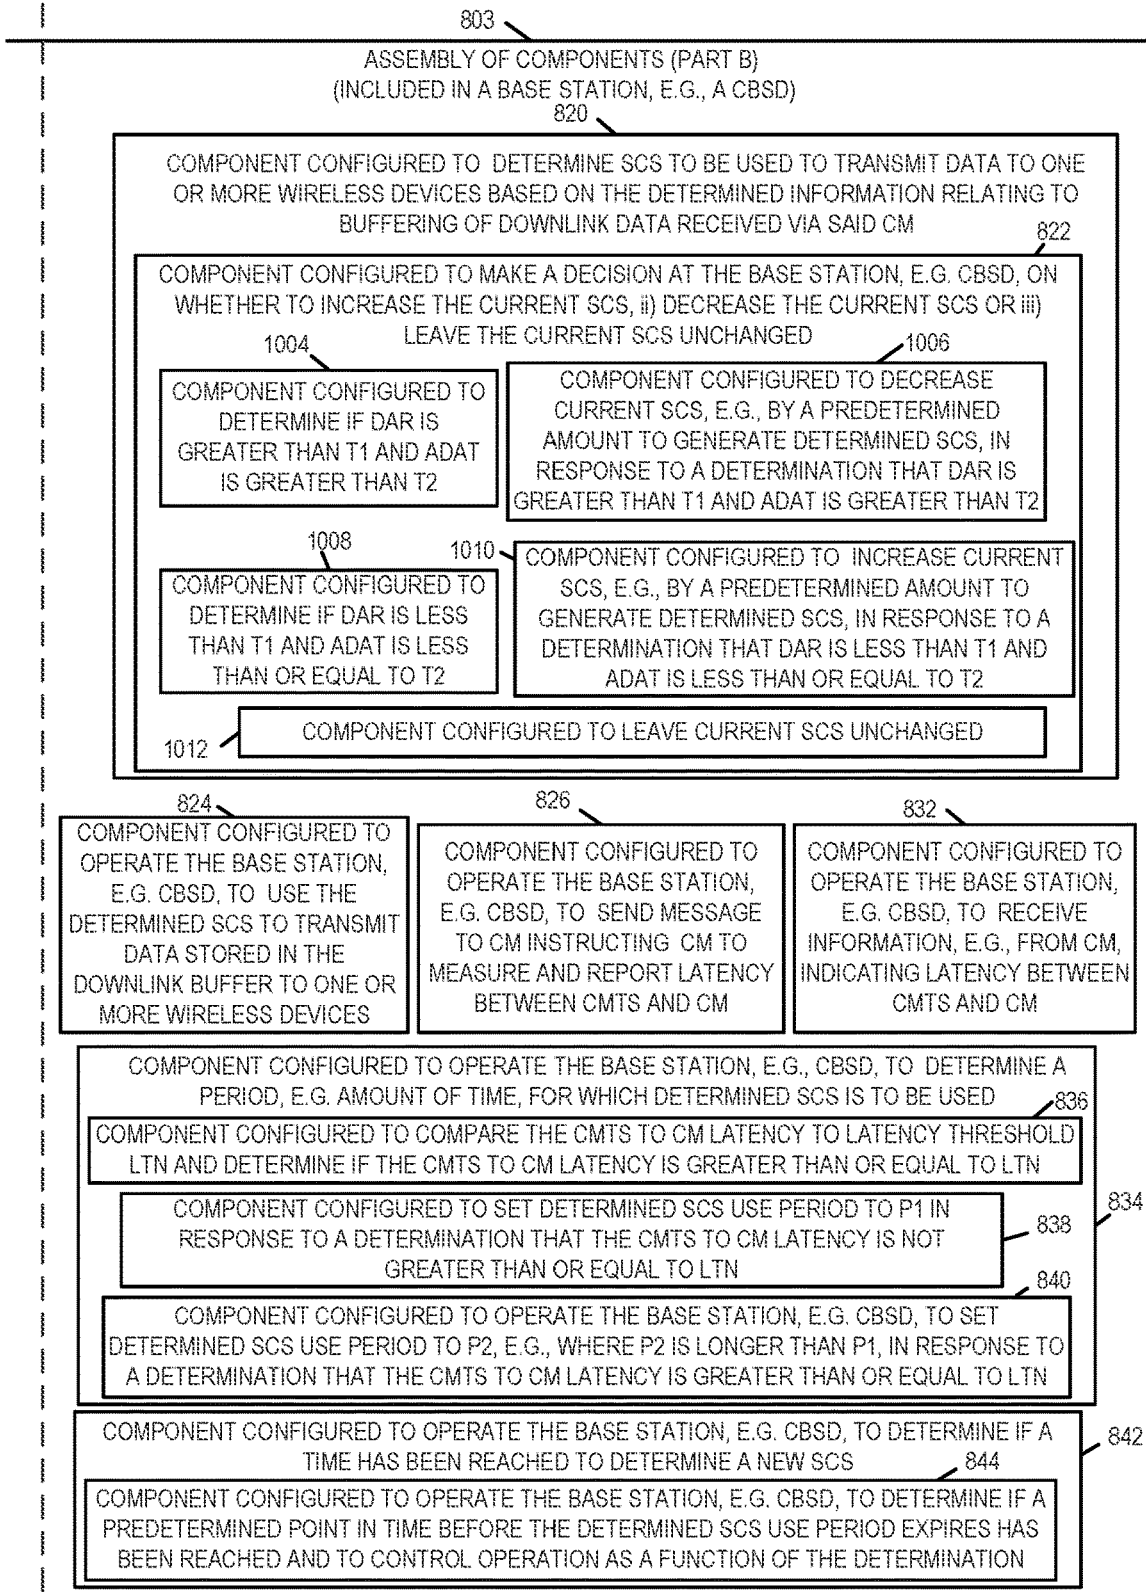 803
ASSEMBLY OF COMPONENTS (PART B)
(INCLUDED IN A BASE STATION, E.G., A CBSD)
820
COMPONENT CONFIGURED TO DETERMINE SCS TO BE USED TO TRANSMIT DATA TO ONE
OR MORE WIRELESS DEVICES BASED ON THE DETERMINED INFORMATION RELATING TO
BUFFERING OF DOWNLINK DATA RECEIVED VIA SAID CM
822
COMPONENT CONFIGURED TO MAKE A DECISION AT THE BASE STATION, E.G. CBSD, ON
WHETHER TO INCREASE THE CURRENT SCS, ii) DECREASE THE CURRENT SCS OR iii)
LEAVE THE CURRENT SCS UNCHANGED
1004
COMPONENT CONFIGURED TO
DETERMINE IF DAR IS
GREATER THAN T1 AND ADAT
IS GREATER THAN T2
1006
COMPONENT CONFIGURED TO DECREASE
CURRENT SCS, E.G., BY A PREDETERMINED
AMOUNT TO GENERATE DETERMINED SCS, IN
RESPONSE TO A DETERMINATION THAT DAR IS
GREATER THAN T1 AND ADAT IS GREATER THAN T2
1008
COMPONENT CONFIGURED TO
DETERMINE IF DAR IS LESS
THAN T1 AND ADAT IS LESS
THAN OR EQUAL TO T2
1010
COMPONENT CONFIGURED TO INCREASE CURRENT
SCS, E.G., BY A PREDETERMINED AMOUNT TO
GENERATE DETERMINED SCS, IN RESPONSE TO A
DETERMINATION THAT DAR IS LESS THAN T1 AND
ADAT IS LESS THAN OR EQUAL TO T2
1012
COMPONENT CONFIGURED TO LEAVE CURRENT SCS UNCHANGED
824
COMPONENT CONFIGURED TO
OPERATE THE BASE STATION,
E.G. CBSD, TO USE THE
DETERMINED SCS TO TRANSMIT
DATA STORED IN THE
DOWNLINK BUFFER TO ONE OR
MORE WIRELESS DEVICES
826
COMPONENT CONFIGURED TO
OPERATE THE BASE STATION,
E.G. CBSD, TO SEND MESSAGE
TO CM INSTRUCTING CM TO
MEASURE AND REPORT LATENCY
BETWEEN CMTS AND CM
832
COMPONENT CONFIGURED TO
OPERATE THE BASE STATION,
E.G. CBSD, TO RECEIVE
INFORMATION, E.G., FROM CM,
INDICATING LATENCY BETWEEN
CMTS AND CM
COMPONENT CONFIGURED TO OPERATE THE BASE STATION, E.G., CBSD, TO DETERMINE A
PERIOD, E.G. AMOUNT OF TIME, FOR WHICH DETERMINED SCS IS TO BE USED
836
COMPONENT CONFIGURED TO COMPARE THE CMTS TO CM LATENCY TO LATENCY THRESHOLD
LTN AND DETERMINE IF THE CMTS TO CM LATENCY IS GREATER THAN OR EQUAL TO LTN
834
COMPONENT CONFIGURED TO SET DETERMINED SCS USE PERIOD TO P1 IN
RESPONSE TO A DETERMINATION THAT THE CMTS TO CM LATENCY IS NOT
GREATER THAN OR EQUAL TO LTN
838
840
COMPONENT CONFIGURED TO OPERATE THE BASE STATION, E.G. CBSD, TO SET
DETERMINED SCS USE PERIOD TO P2, E.G., WHERE P2 IS LONGER THAN P1, IN RESPONSE TO
A DETERMINATION THAT THE CMTS TO CM LATENCY IS GREATER THAN OR EQUAL TO LTN
COMPONENT CONFIGURED TO OPERATE THE BASE STATION, E.G. CBSD, TO DETERMINE IF A
TIME HAS BEEN REACHED TO DETERMINE A NEW SCS
842
844
COMPONENT CONFIGURED TO OPERATE THE BASE STATION, E.G. CBSD, TO DETERMINE IF A
PREDETERMINED POINT IN TIME BEFORE THE DETERMINED SCS USE PERIOD EXPIRES HAS
BEEN REACHED AND TO CONTROL OPERATION AS A FUNCTION OF THE DETERMINATION